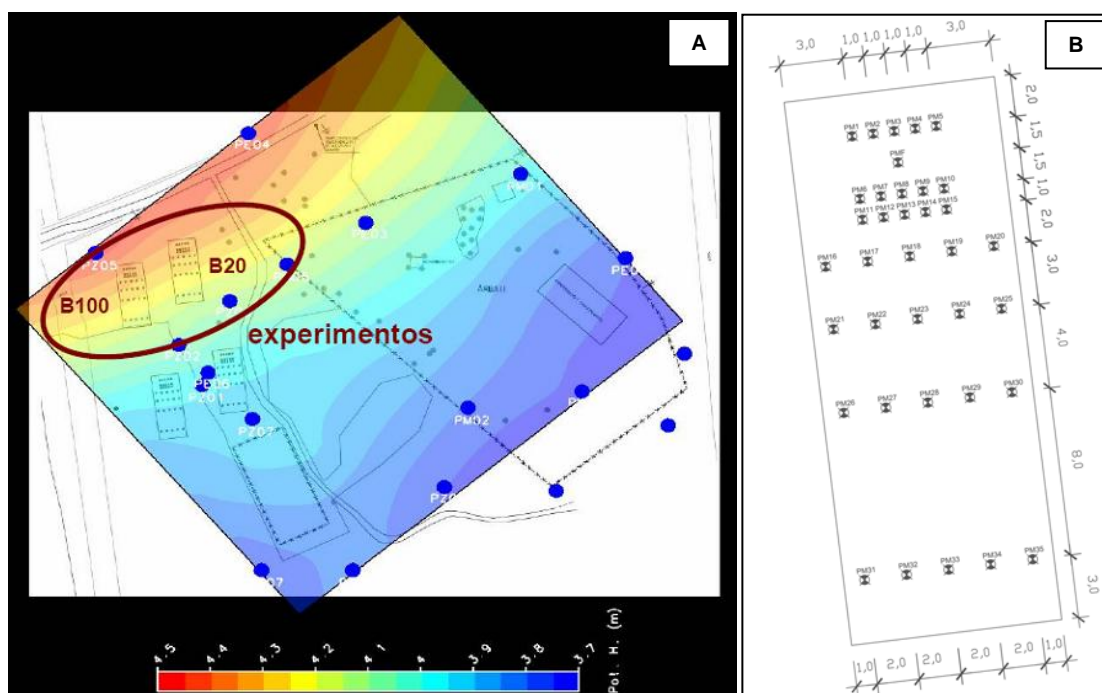 A
PE04
PM01
PE03
PZ05
B20
B100
experimentos
PZ02
PE06
PZ01
PZ07
PM02
4.5 4.4 4.3 4.2 4.1 4 3.9 3.8 3.7
Pot. H. (m)
B
3,0 1,0 1,0 1,0 1,0 3,0
PM1 PM2 PM3 PM4 PM5
PMF
PM6 PM7 PM8 PM9 PM10
PM11 PM12 PM13 PM14 PM15
PM16 PM17 PM18 PM19 PM20
PM21 PM22 PM23 PM24 PM25
PM26 PM27 PM28 PM29 PM30
PM31 PM32 PM33 PM34 PM35
2,0 1,5 1,5 1,0 2,0 3,0 4,0 8,0 3,0
1,0 2,0 2,0 2,0 2,0 1,0